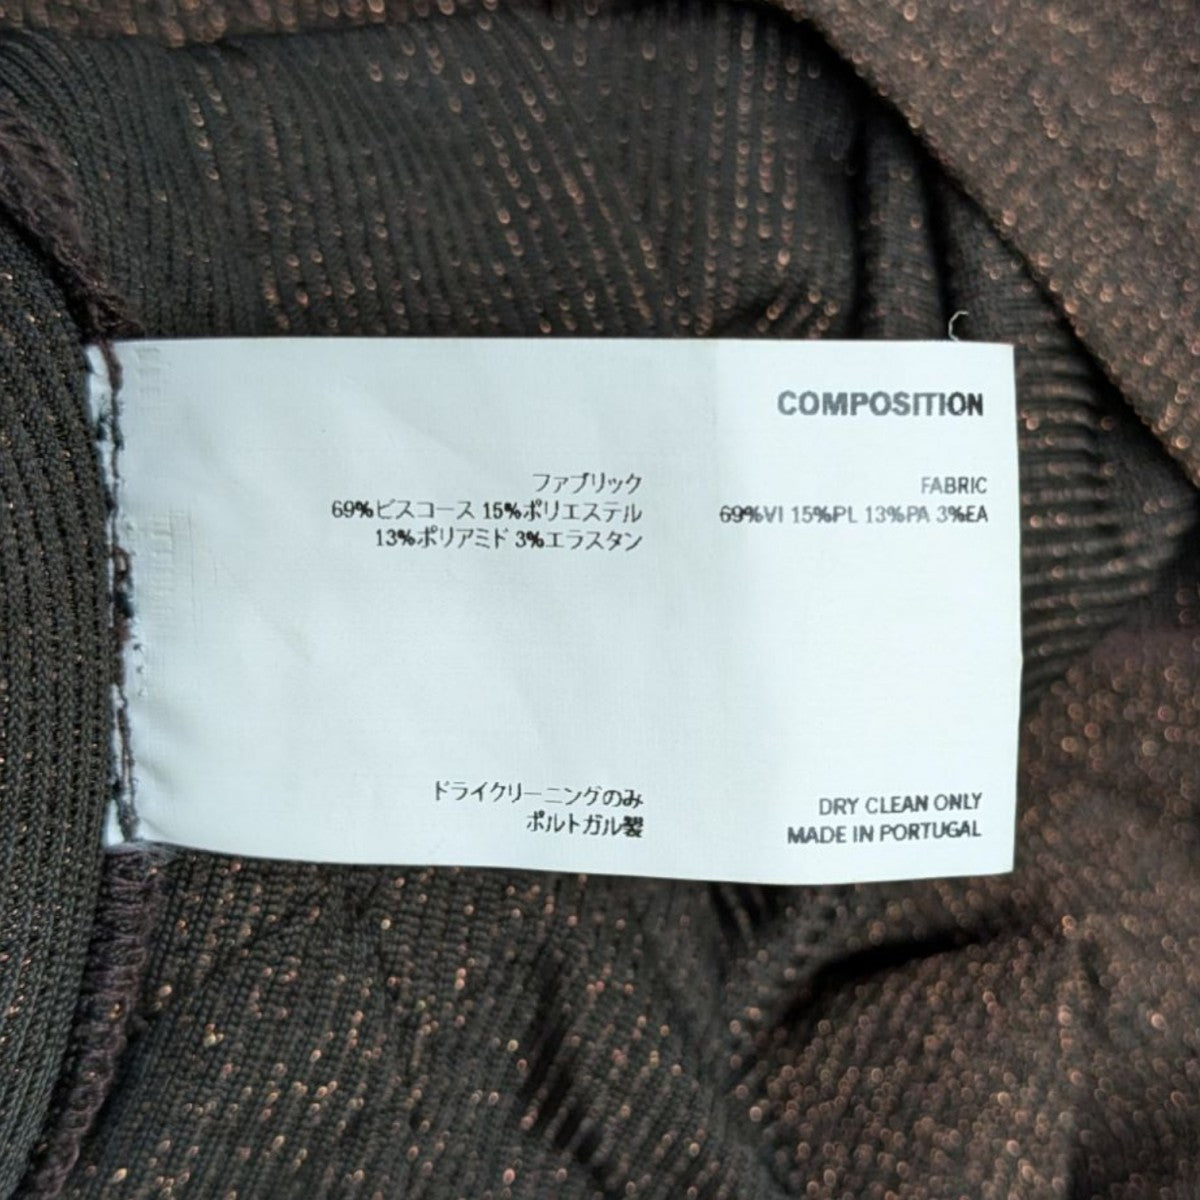 COMPOSITION
ファブリック
69%ビスコース 15%ポリエステル
13%ポリアミド 3%エラスタン
FABRIC
69%VI 15%PL 13%PA 3%EA
ドライクリーニングのみ
ポルトガル製
DRY CLEAN ONLY
MADE IN PORTUGAL